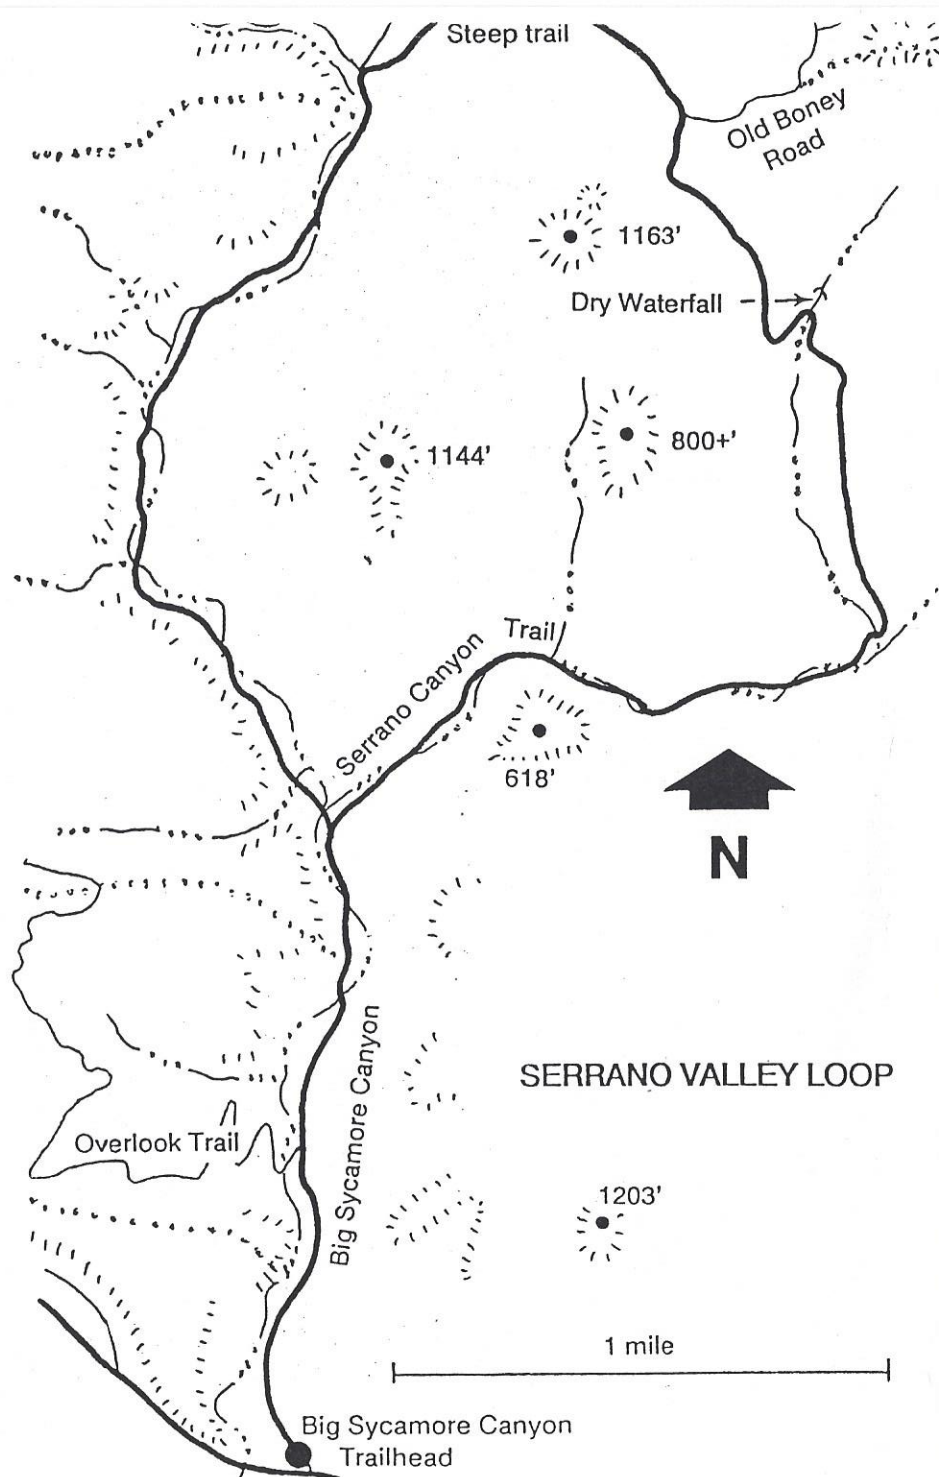 Steep trail
Old Boney
Road
1163'
Dry Waterfall
1144'
800+'
Serrano Canyon Trail
618'
N
Big Sycamore Canyon
SERRANO VALLEY LOOP
Overlook Trail
1203'
1 mile
Big Sycamore Canyon
Trailhead